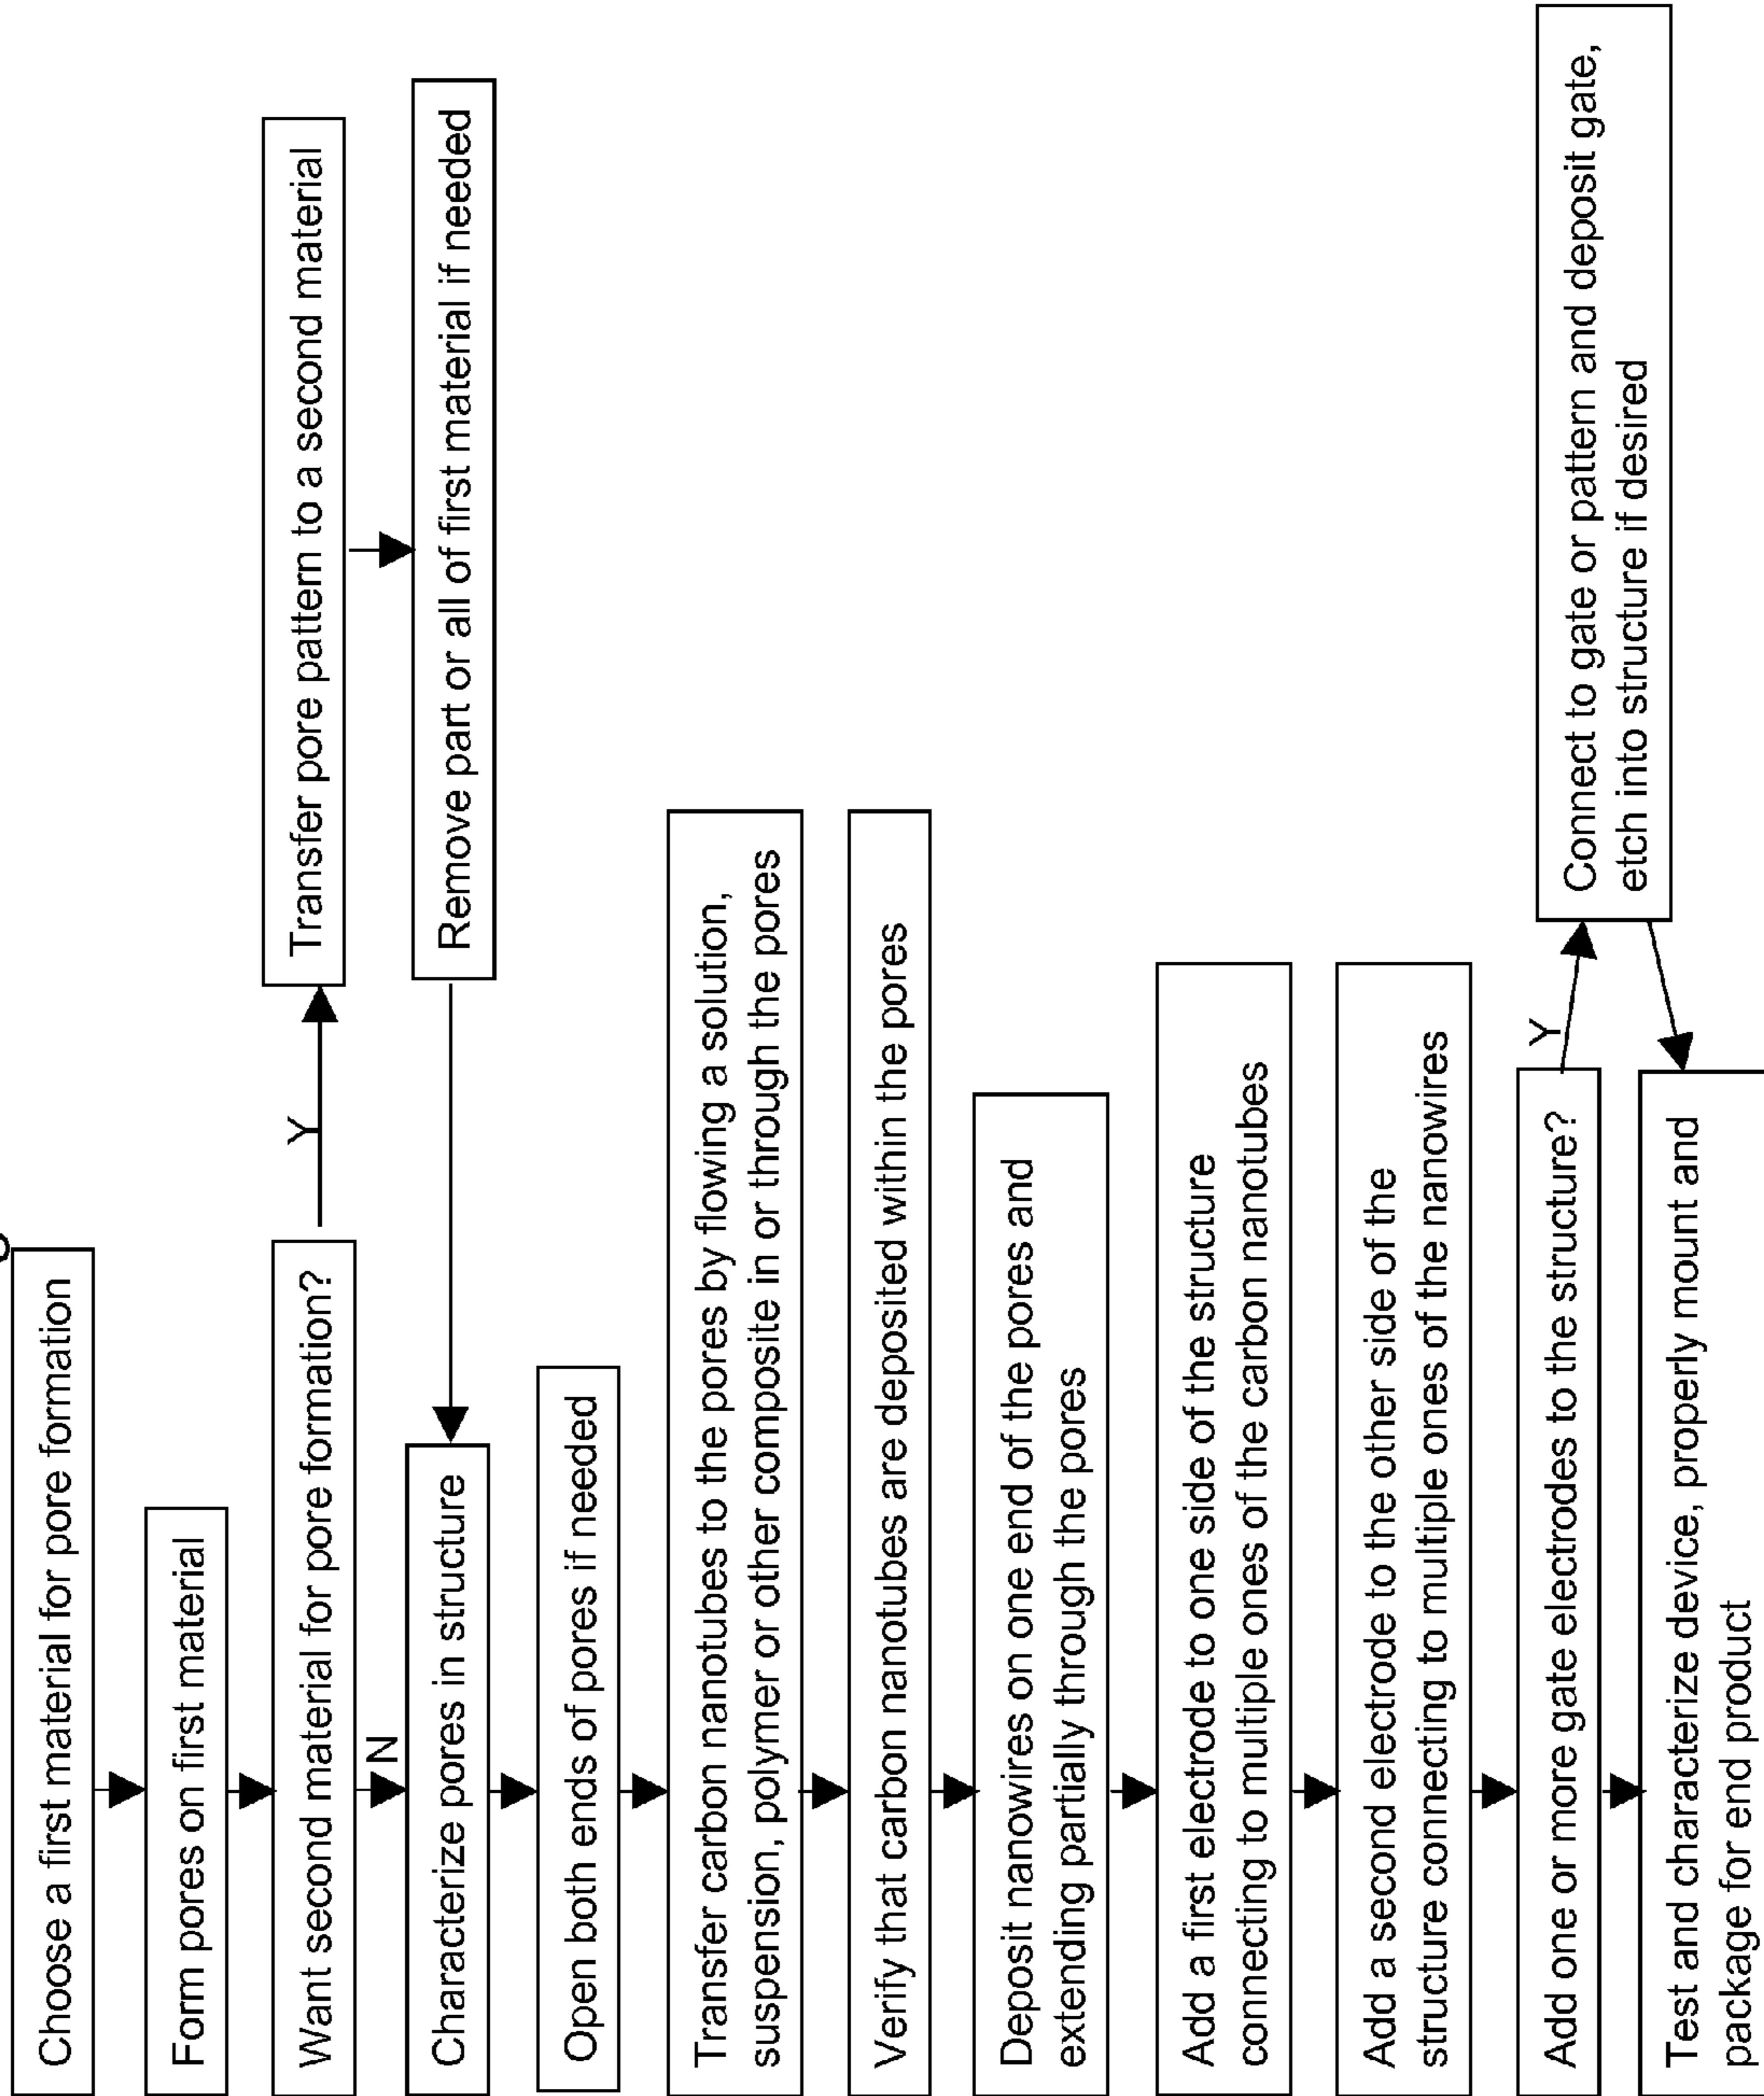 Choose a first material for pore formation
Form pores on first material
Want second material for pore formation?
Y
Transfer pore pattern to a second material
Remove part or all of first material if needed
N
Characterize pores in structure
Open both ends of pores if needed
Transfer carbon nanotubes to the pores by flowing a solution,
suspension, polymer or other composite in or through the pores
Verify that carbon nanotubes are deposited within the pores
Deposit nanowires on one end of the pores and
extending partially through the pores
Add a first electrode to one side of the structure
connecting to multiple ones of the carbon nanotubes
Add a second electrode to the other side of the
structure connecting to multiple ones of the nanowires
Add one or more gate electrodes to the structure?
Y
Connect to gate or pattern and deposit gate,
etch into structure if desired
Test and characterize device, properly mount and
package for end product